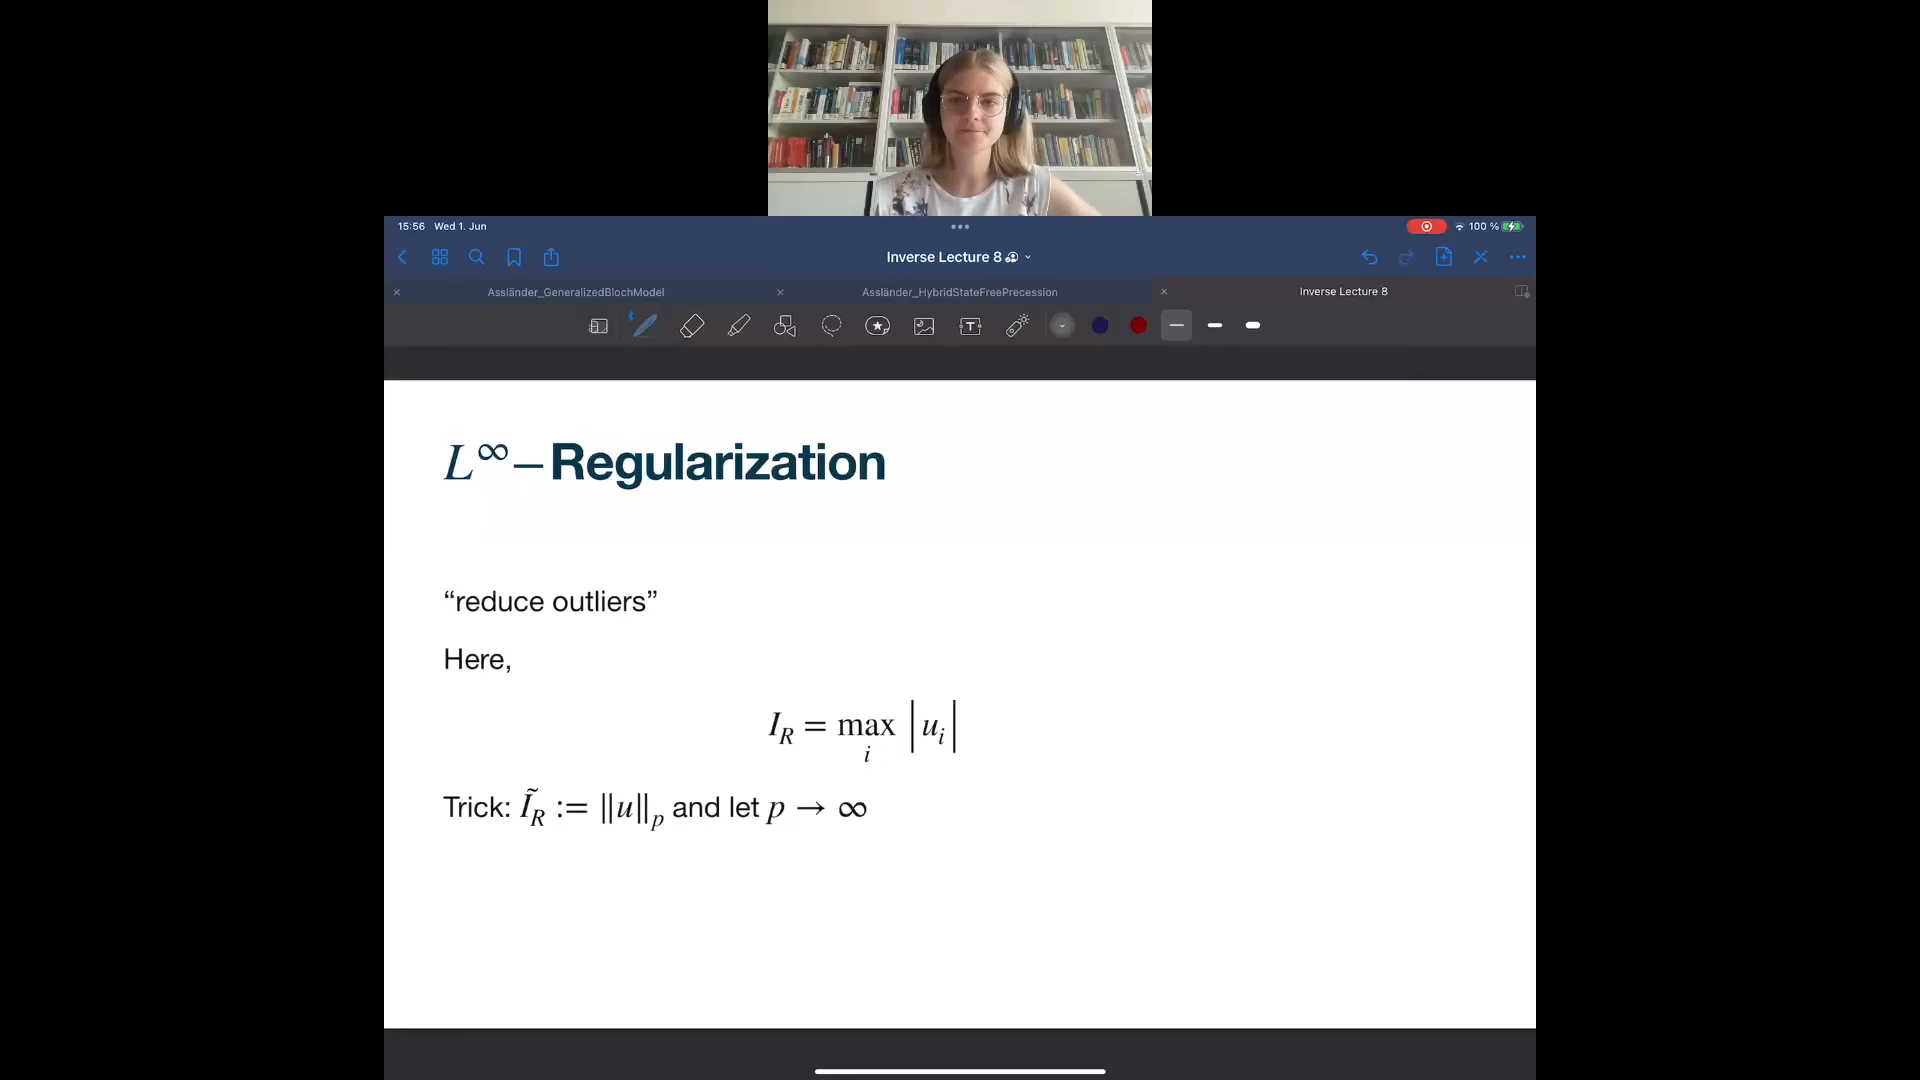 15:56 Wed 1. Jun
100 %
Inverse Lecture 8
Assländer_GeneralizedBlochModel
Assländer_HybridStateFreePrecession
Inverse Lecture 8
L^∞ – Regularization
“reduce outliers”
Here,
I_R = max_i |u_i|
Trick: Ĩ_R := ‖u‖_p and let p → ∞